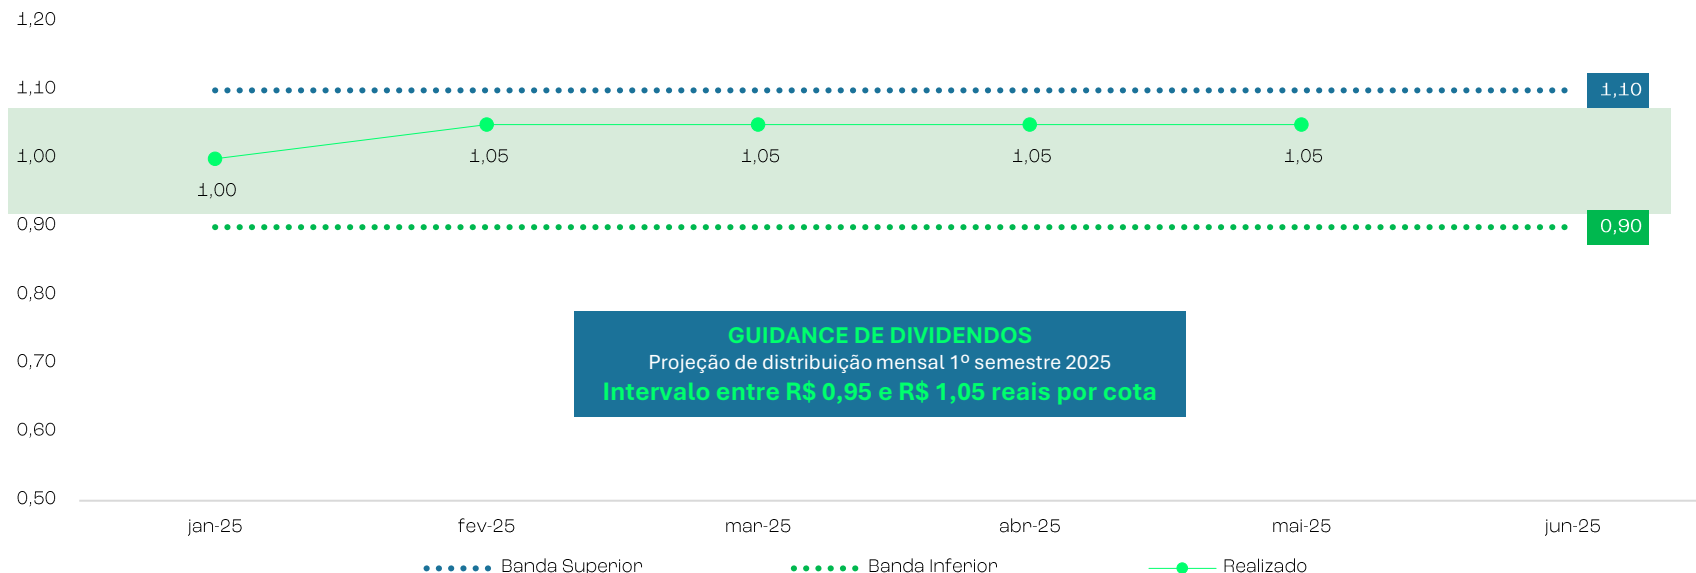 1,20
1,10
1,10
1,00
1,05
1,05
1,05
1,05
1,00
0,90
0,90
0,80
GUIDANCE DE DIVIDENDOS
0,70
Projeção de distribuição mensal 1º semestre 2025
Intervalo entre R$ 0,95 e R$ 1,05 reais por cota
0,60
0,50
jan-25
fev-25
mar-25
abr-25
mai-25
jun-25
Banda Superior
Banda Inferior
Realizado